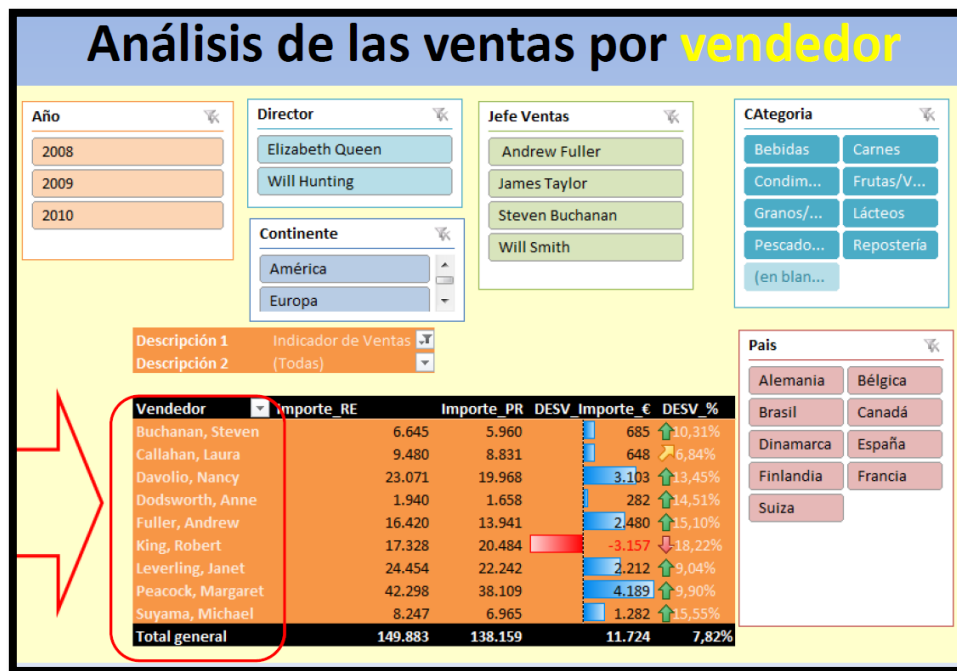 Análisis de las ventas por vendedor
Año
2008
2009
2010
Director
Elizabeth Queen
Will Hunting
Continente
América
Europa
Jefe Ventas
Andrew Fuller
James Taylor
Steven Buchanan
Will Smith
CAtegoria
Bebidas Carnes
Condim... Frutas/V...
Granos/... Lácteos
Pescado... Repostería
(en blan...
Descripción 1 Indicador de Ventas
Descripción 2 (Todas)
Vendedor Importe_RE Importe_PR DESV_Importe_€ DESV_%
Buchanan, Steven 6.645 5.960 685 10,31%
Callahan, Laura 9.480 8.831 648 6,84%
Davolio, Nancy 23.071 19.968 3.103 13,45%
Dodsworth, Anne 1.940 1.658 282 14,51%
Fuller, Andrew 16.420 13.941 2.480 15,10%
King, Robert 17.328 20.484 -3.157 18,22%
Leverling, Janet 24.454 22.242 2.212 9,04%
Peacock, Margaret 42.298 38.109 4.189 9,90%
Suyama, Michael 8.247 6.965 1.282 15,55%
Total general 149.883 138.159 11.724 7,82%
Pais
Alemania Bélgica
Brasil Canadá
Dinamarca España
Finlandia Francia
Suiza